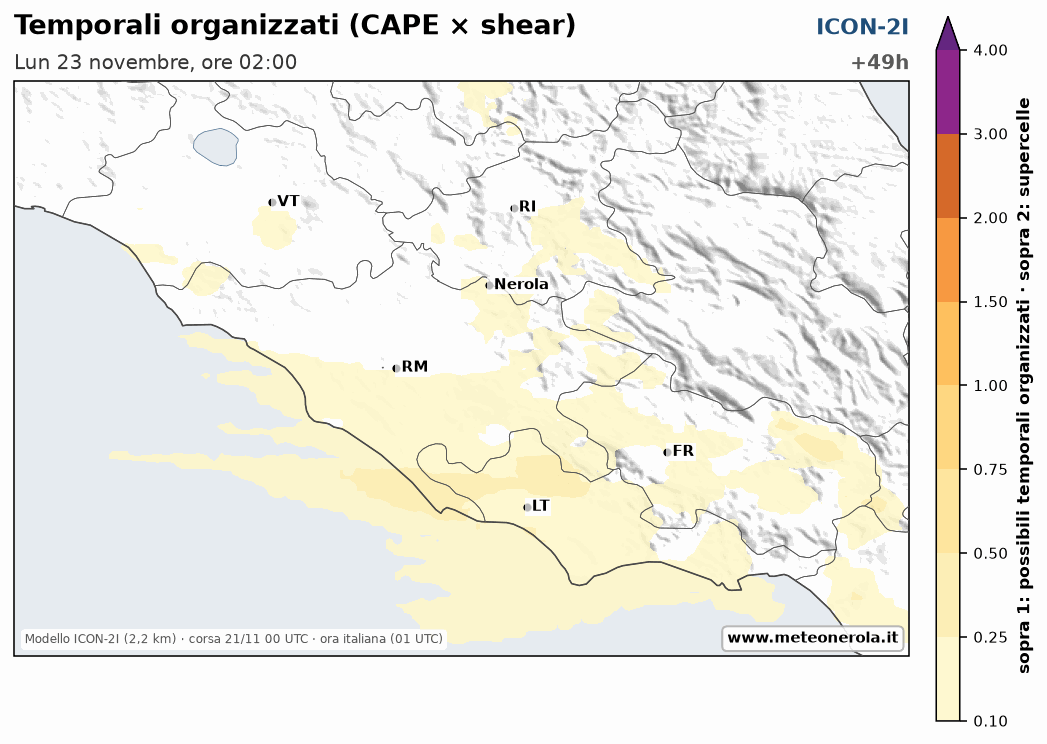 Temporali organizzati (CAPE × shear)
ICON-2I
Lun 23 novembre, ore 02:00
+49h
VT
RI
Nerola
RM
FR
LT
Modello ICON-2I (2,2 km) · corsa 21/11 00 UTC · ora italiana (01 UTC)
www.meteonerola.it
4.00
3.00
2.00
1.50
1.00
0.75
0.50
0.25
0.10
sopra 1: possibili temporali organizzati · sopra 2: supercelle